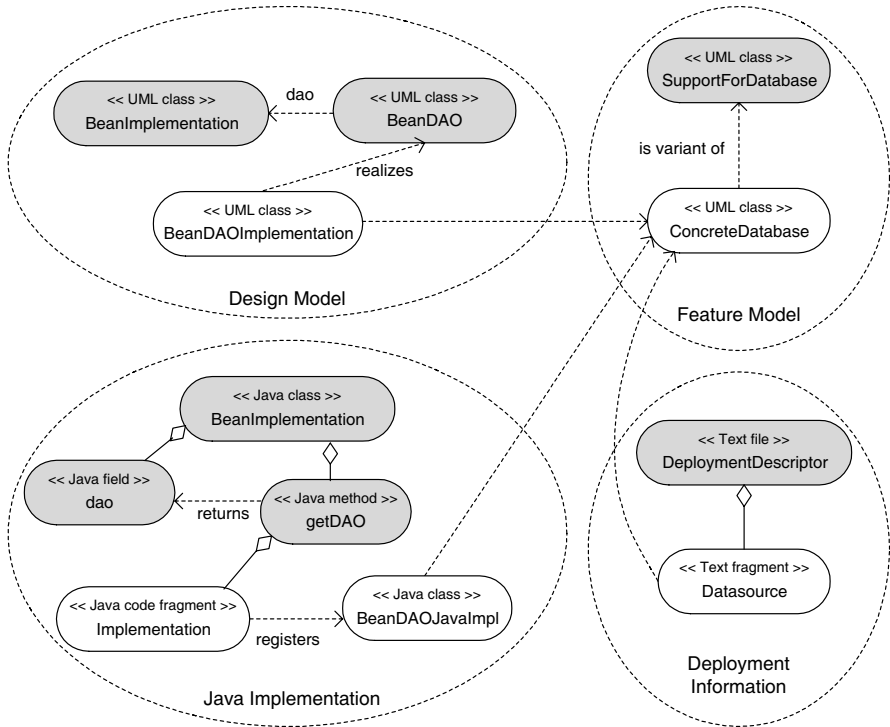 << UML class >>
BeanImplementation
dao
<< UML class >>
BeanDAO
realizes
<< UML class >>
BeanDAOImplementation
Design Model
<< UML class >>
SupportForDatabase
is variant of
<< UML class >>
ConcreteDatabase
Feature Model
<< Java class >>
BeanImplementation
<< Java field >>
dao
returns
<< Java method >>
getDAO
<< Java code fragment >>
Implementation
registers
<< Java class >>
BeanDAOJavaImpl
Java Implementation
<< Text file >>
DeploymentDescriptor
<< Text fragment >>
Datasource
Deployment
Information